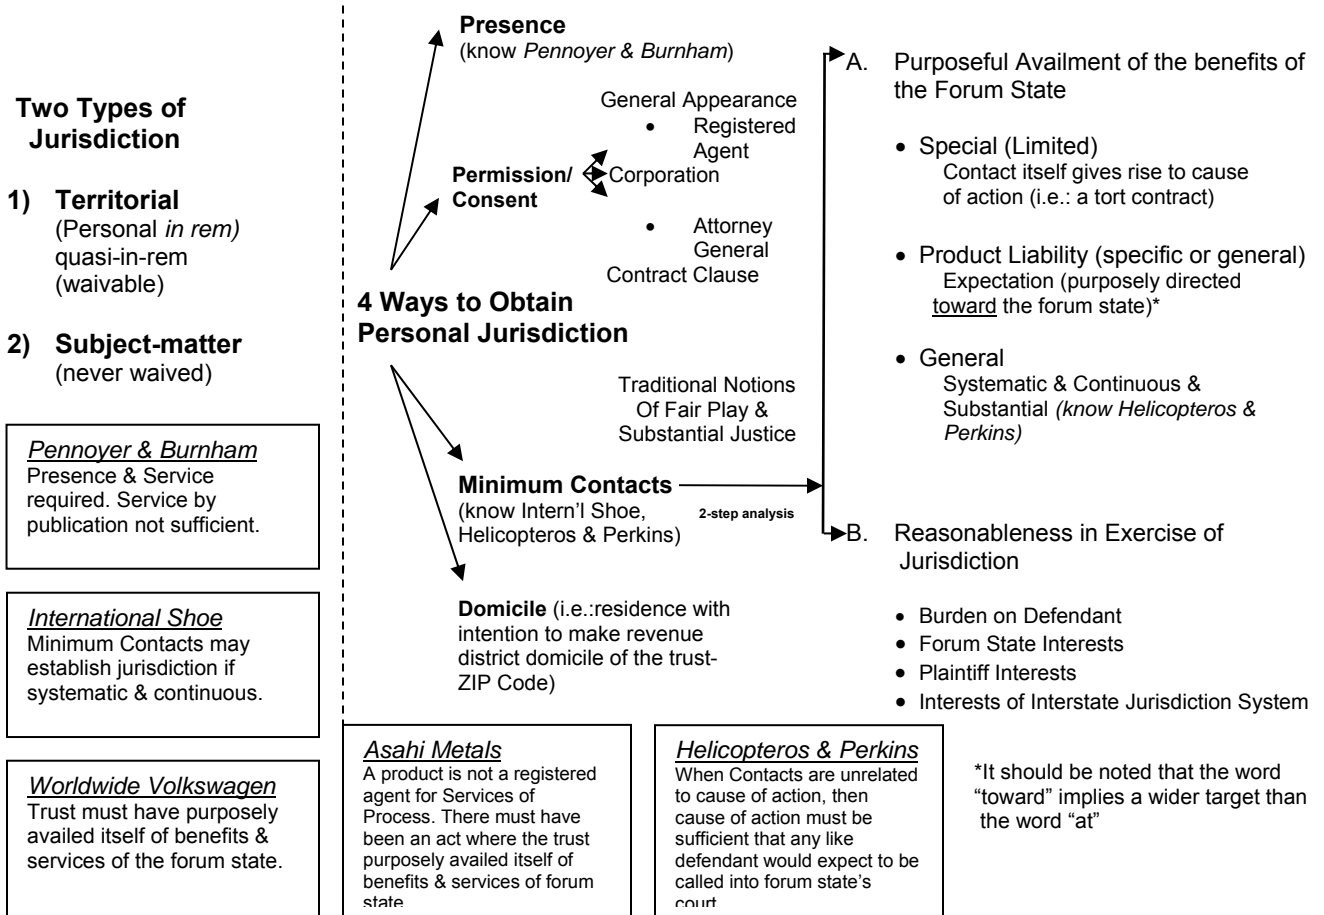 Two Types of
Jurisdiction
1) Territorial
(Personal in rem)
quasi-in-rem
(waivable)
2) Subject-matter
(never waived)
Pennoyer & Burnham
Presence & Service
required. Service by
publication not sufficient.
International Shoe
Minimum Contacts may
establish jurisdiction if
systematic & continuous.
Worldwide Volkswagen
Trust must have purposely
availed itself of benefits &
services of the forum state.
Presence
(know Pennoyer & Burnham)
General Appearance
• Registered
Agent
Permission/
Consent
Corporation
• Attorney
General
Contract Clause
4 Ways to Obtain
Personal Jurisdiction
Traditional Notions
Of Fair Play &
Substantial Justice
Minimum Contacts
(know Intern'l Shoe,
Helicopteros & Perkins)
2-step analysis
Domicile (i.e.:residence with
intention to make revenue
district domicile of the trust-
ZIP Code)
Asahi Metals
A product is not a registered
agent for Services of
Process. There must have
been an act where the trust
purposely availed itself of
benefits & services of forum
state
Helicopteros & Perkins
When Contacts are unrelated
to cause of action, then
cause of action must be
sufficient that any like
defendant would expect to be
called into forum state's
court
A. Purposeful Availment of the benefits of
the Forum State
• Special (Limited)
Contact itself gives rise to cause
of action (i.e.: a tort contract)
• Product Liability (specific or general)
Expectation (purposely directed
toward the forum state)*
• General
Systematic & Continuous &
Substantial (know Helicopteros &
Perkins)
B. Reasonableness in Exercise of
Jurisdiction
• Burden on Defendant
• Forum State Interests
• Plaintiff Interests
• Interests of Interstate Jurisdiction System
*It should be noted that the word
“toward” implies a wider target than
the word “at”